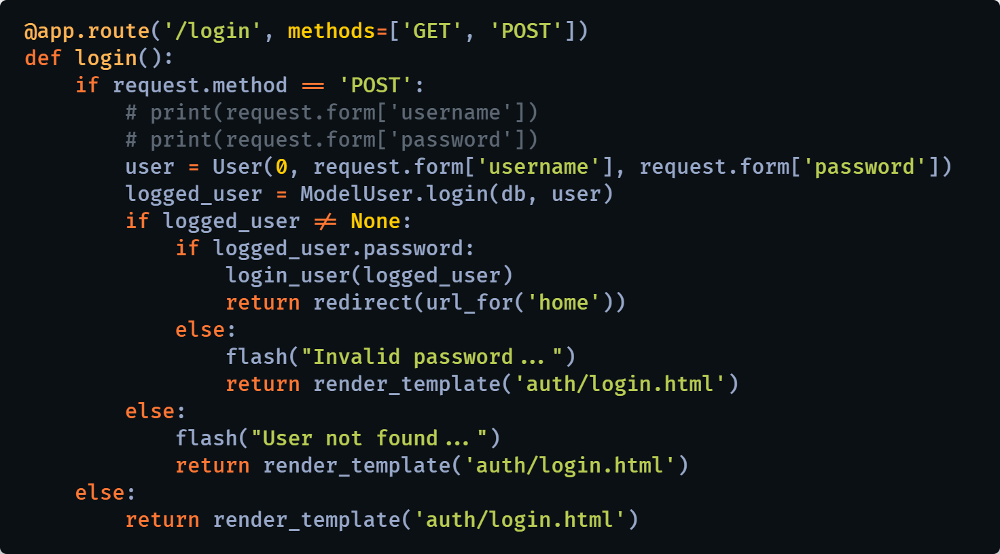 @app.route('/login', methods=['GET', 'POST'])
def login():
    if request.method == 'POST':
        # print(request.form['username'])
        # print(request.form['password'])
        user = User(0, request.form['username'], request.form['password'])
        logged_user = ModelUser.login(db, user)
        if logged_user != None:
            if logged_user.password:
                login_user(logged_user)
                return redirect(url_for('home'))
            else:
                flash("Invalid password...")
                return render_template('auth/login.html')
        else:
            flash("User not found...")
            return render_template('auth/login.html')
    else:
        return render_template('auth/login.html')